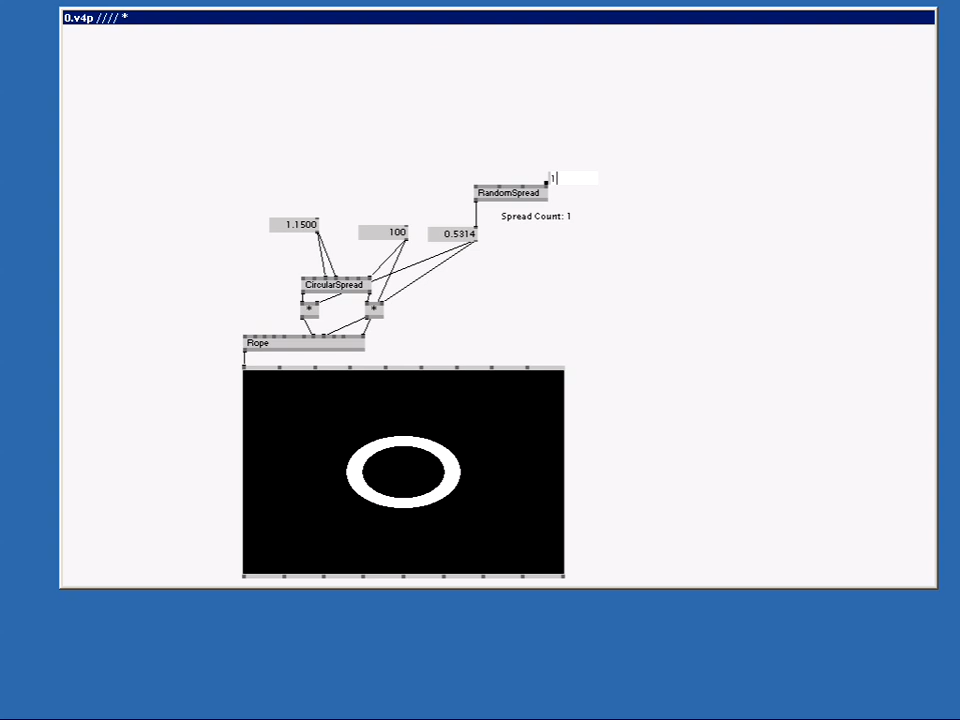 0.v4p //// *
1
RandomSpread
Spread Count: 1
1.1500
100
0.5314
CircularSpread
*
*
Rope